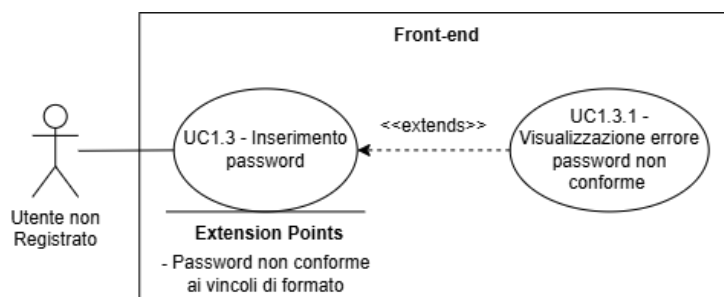 Front-end
UC1.3 - Inserimento
password
<<extends>>
UC1.3.1 -
Visualizzazione errore
password non
conforme
Utente non
Registrato
Extension Points
- Password non conforme
ai vincoli di formato